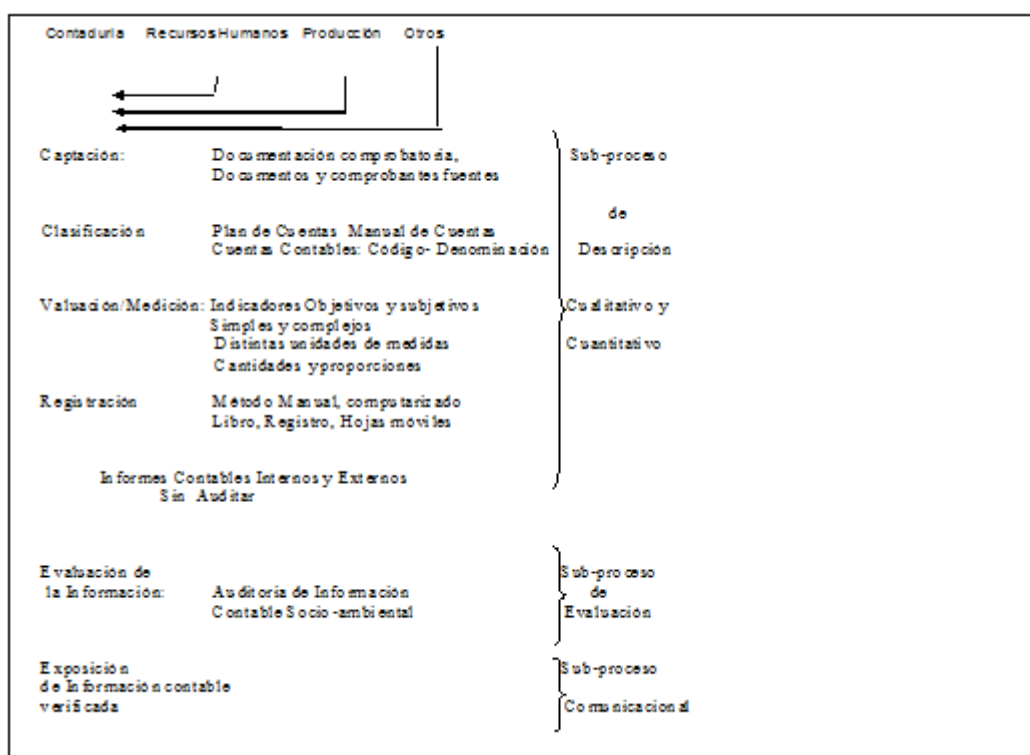 Contaduría Recursos Humanos Producción Otros
Captación: Documentación comprobatoria, Sub-proceso
Documentos y comprobantes fuentes
de
Clasificación Plan de Cuentas Manual de Cuentas
Cuentas Contables: Código- Denominación Descripción
Valuación/Medición: Indicadores Objetivos y subjetivos Cualitativo y
Simples y complejos
Distintas unidades de medidas Cuantitativo
Cantidades y proporciones
Registración Método Manual, computarizado
Libro, Registro, Hojas móviles
Informes Contables Internos y Externos
Sin Auditar
Evaluación de Sub-proceso
la Información: Auditoria de Información de
Contable Socio-ambiental Evaluación
Exposición Sub-proceso
de Información contable
verificada Comunicacional